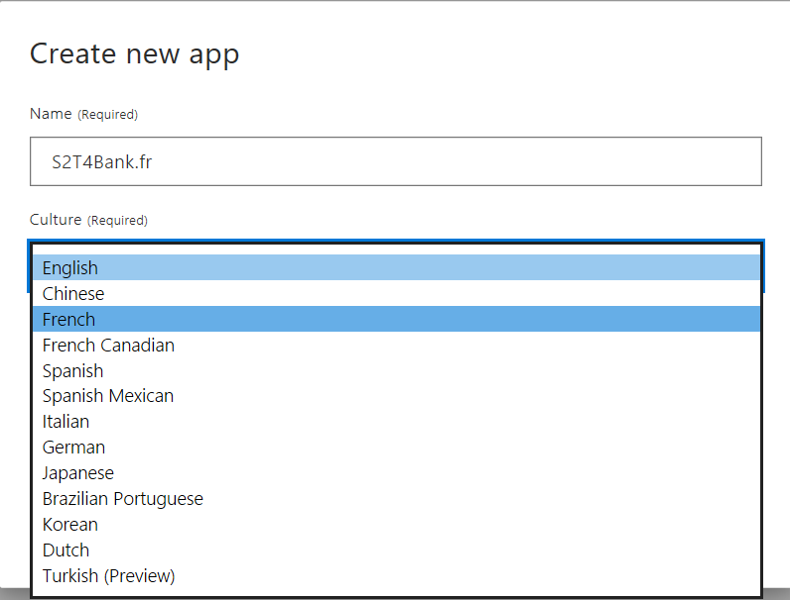 Create new app
Name (Required)
S2T4Bank.fr
Culture (Required)
English
Chinese
French
French Canadian
Spanish
Spanish Mexican
Italian
German
Japanese
Brazilian Portuguese
Korean
Dutch
Turkish (Preview)